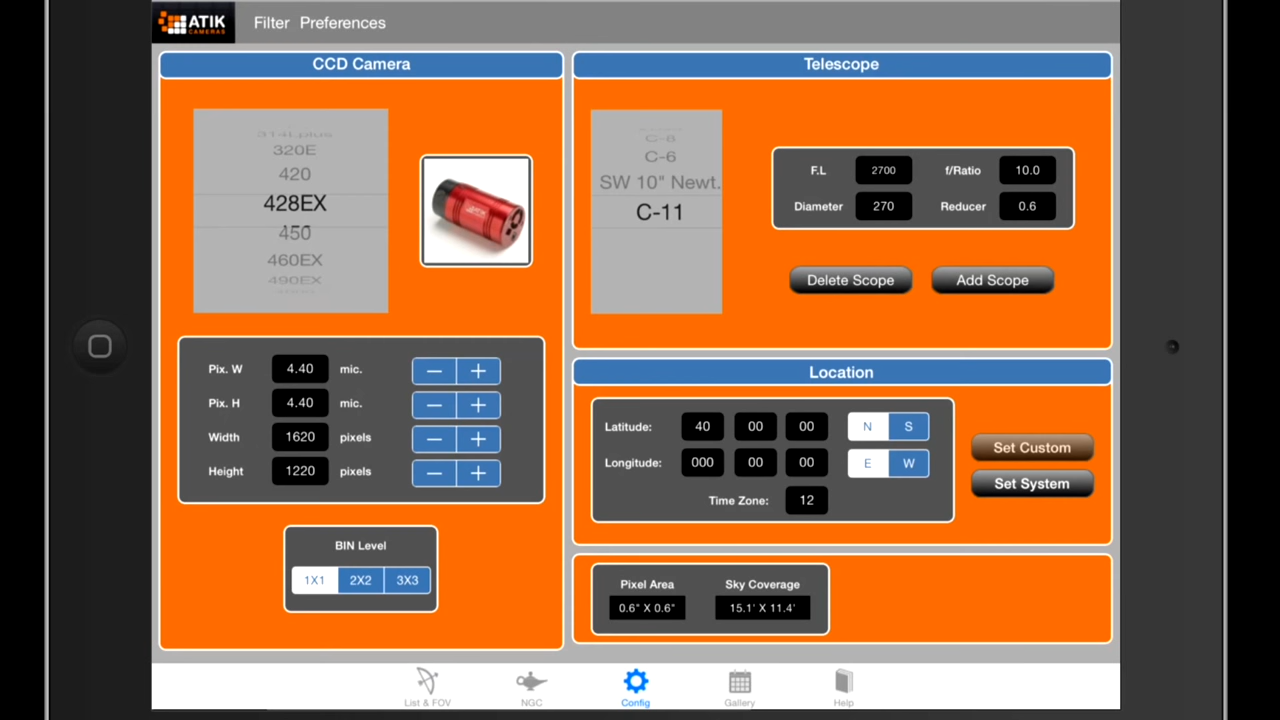 ATIK
CAMERAS
Filter Preferences
CCD Camera
314L plus
320E
420
428EX
450
460EX
490EX
Pix. W 4.40 mic. − +
Pix. H 4.40 mic. − +
Width 1620 pixels − +
Height 1220 pixels − +
BIN Level
1X1 2X2 3X3
Telescope
C-8
C-6
SW 10" Newt.
C-11
F.L 2700 f/Ratio 10.0
Diameter 270 Reducer 0.6
Delete Scope Add Scope
Location
Latitude: 40 00 00 N S
Longitude: 000 00 00 E W
Time Zone: 12
Set Custom
Set System
Pixel Area Sky Coverage
0.6" X 0.6" 15.1' X 11.4'
List & FOV NGC Config Gallery Help